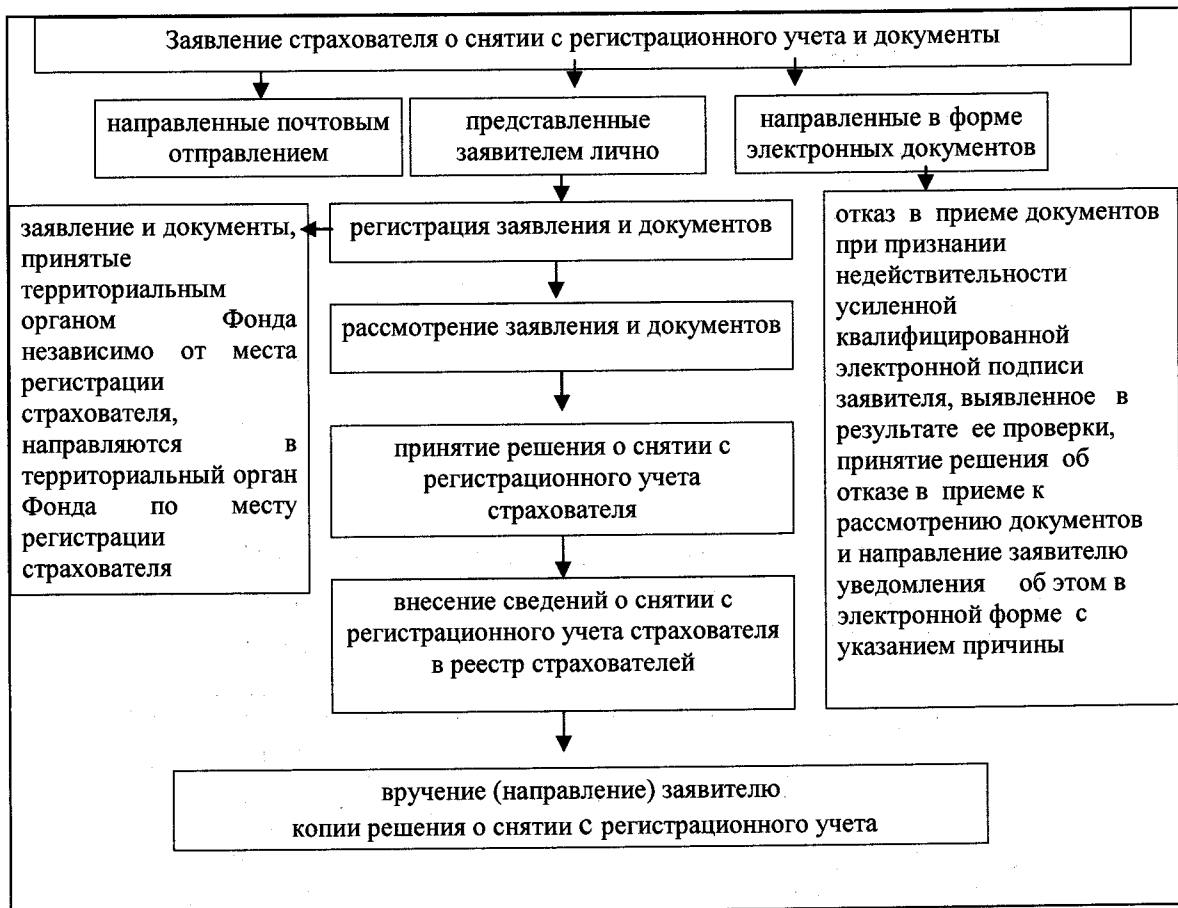 Заявление страхователя о снятии с регистрационного учета и документы
направленные почтовым
отправлением
представленные
заявителем лично
направленные в форме
электронных документов
заявление и документы,
принятые
территориальным
органом Фонда
независимо от места
регистрации
страхователя,
направляются в
территориальный орган
Фонда по месту
регистрации
страхователя
регистрация заявления и документов
рассмотрение заявления и документов
принятие решения о снятии с
регистрационного учета
страхователя
внесение сведений о снятии с
регистрационного учета страхователя
в реестр страхователей
отказ в приеме документов
при признании
недействительности
усиленной
квалифицированной
электронной подписи
заявителя, выявленное в
результате ее проверки,
принятие решения об
отказе в приеме к
рассмотрению документов
и направление заявителю
уведомления об этом в
электронной форме с
указанием причины
вручение (направление) заявителю
копии решения о снятии с регистрационного учета